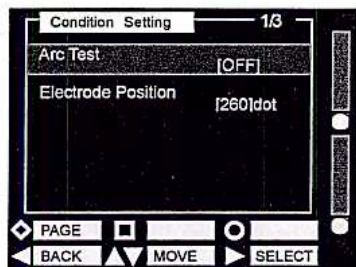 Condition Setting 1/3
Arc Test [OFF]
Electrode Position [260]dot
PAGE
BACK MOVE SELECT